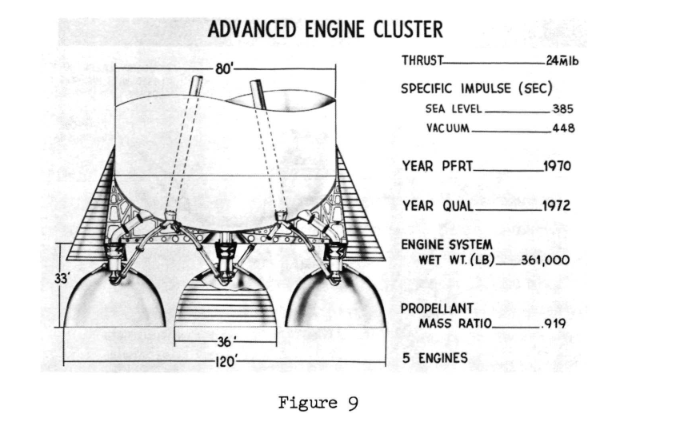 ADVANCED ENGINE CLUSTER
80'
THRUST 24M̄lb
SPECIFIC IMPULSE (SEC)
SEA LEVEL 385
VACUUM 448
YEAR PFRT. 1970
YEAR QUAL. 1972
ENGINE SYSTEM
WET WT. (LB) 361,000
33'
PROPELLANT
MASS RATIO .919
36'
120'
5 ENGINES
Figure 9